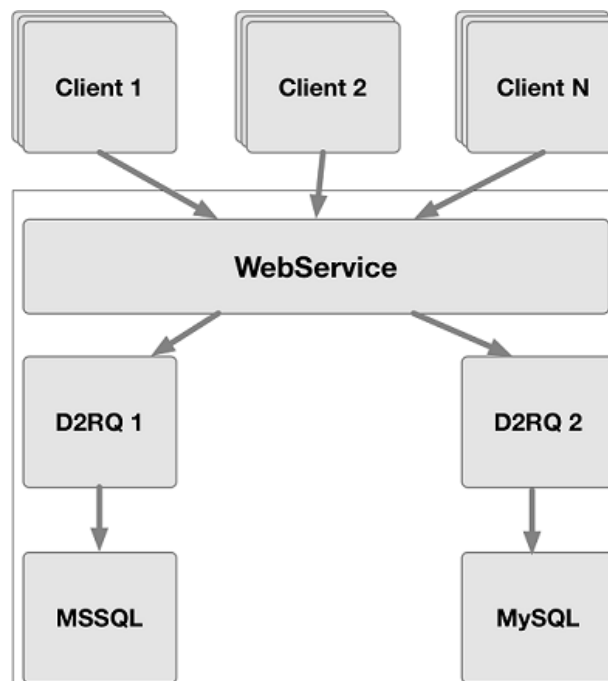 Client 1
Client 2
Client N
WebService
D2RQ 1
D2RQ 2
MSSQL
MySQL